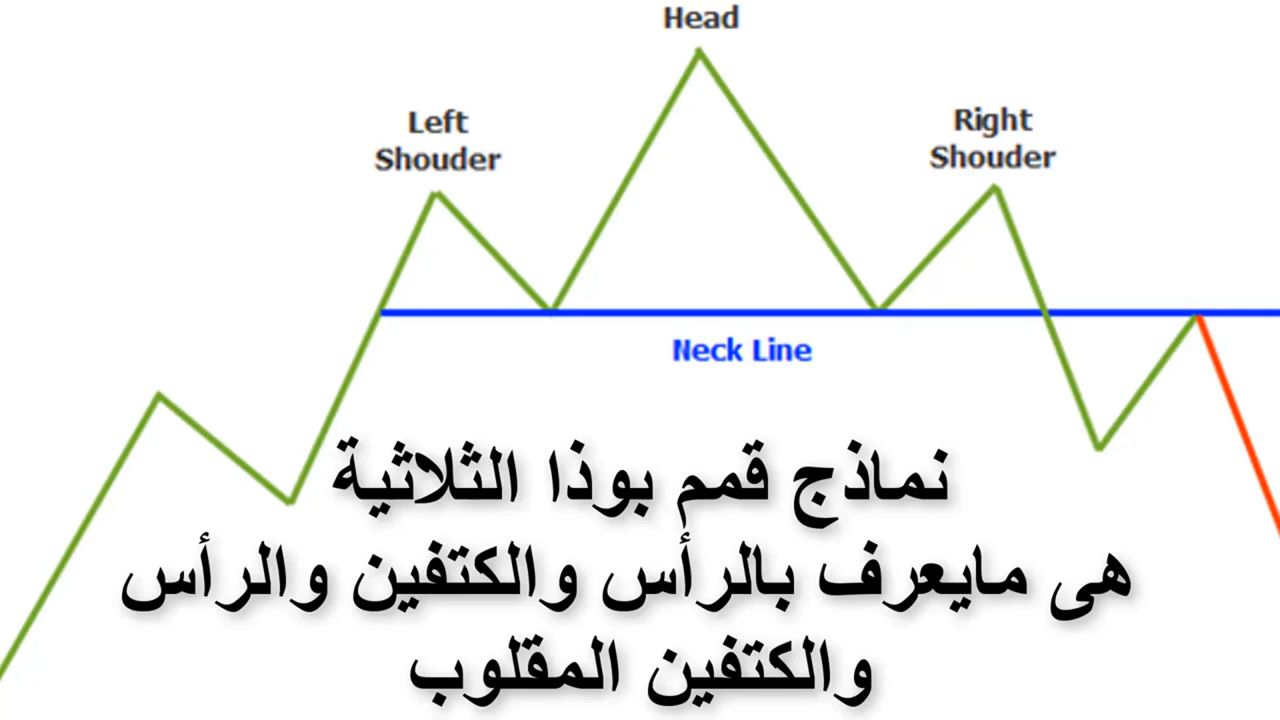 Head
Left
Shouder
Right
Shouder
Neck Line
نماذج قمم بوذا الثلاثية
هى مايعرف بالرأس والكتفين والرأس
والكتفين المقلوب